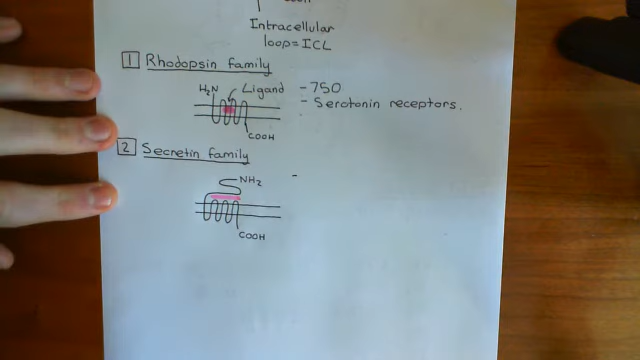 Intracellular
loop=ICL
1 Rhodopsin family
H₂N
Ligand
- 750
- Serotonin receptors.
COOH
2 Secretin family
-
NH₂
COOH